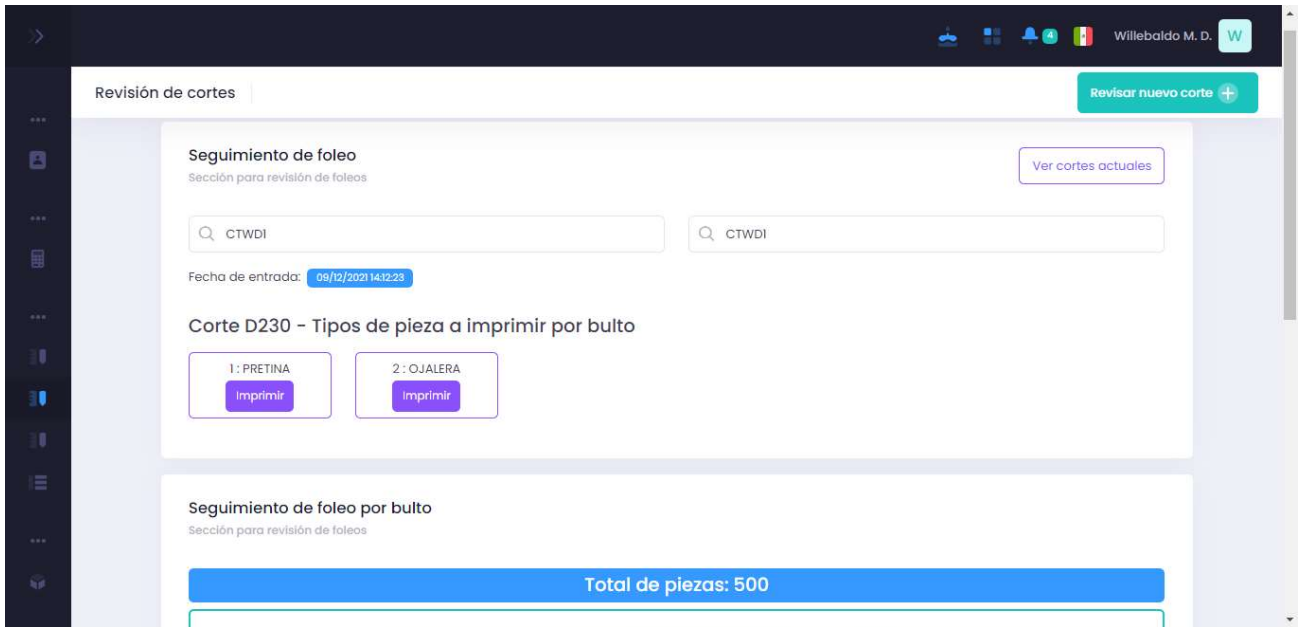 4
Willebaldo M. D.
W
Revisión de cortes
Revisar nuevo corte
Seguimiento de foleo
Sección para revisión de foleos
Ver cortes actuales
CTWD1
CTWD1
Fecha de entrada: 09/12/2021 14:12:23
Corte D230 - Tipos de pieza a imprimir por bulto
1 : PRETINA
Imprimir
2 : OJALERA
Imprimir
Seguimiento de foleo por bulto
Sección para revisión de foleos
Total de piezas: 500